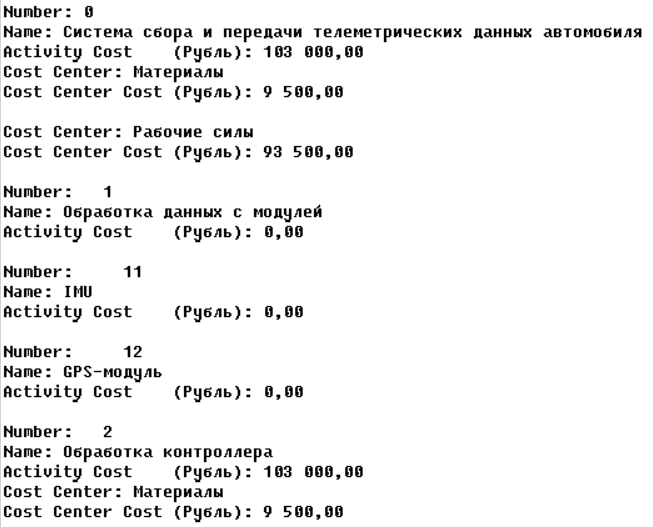 Number: 0
Name: Система сбора и передачи телеметрических данных автомобиля
Activity Cost    (Рубль): 103 000,00
Cost Center: Материалы
Cost Center Cost (Рубль): 9 500,00
Cost Center: Рабочие силы
Cost Center Cost (Рубль): 93 500,00
Number:   1
Name: Обработка данных с модулей
Activity Cost    (Рубль): 0,00
Number:     11
Name: IMU
Activity Cost    (Рубль): 0,00
Number:     12
Name: GPS-модуль
Activity Cost    (Рубль): 0,00
Number:   2
Name: Обработка контроллера
Activity Cost    (Рубль): 103 000,00
Cost Center: Материалы
Cost Center Cost (Рубль): 9 500,00